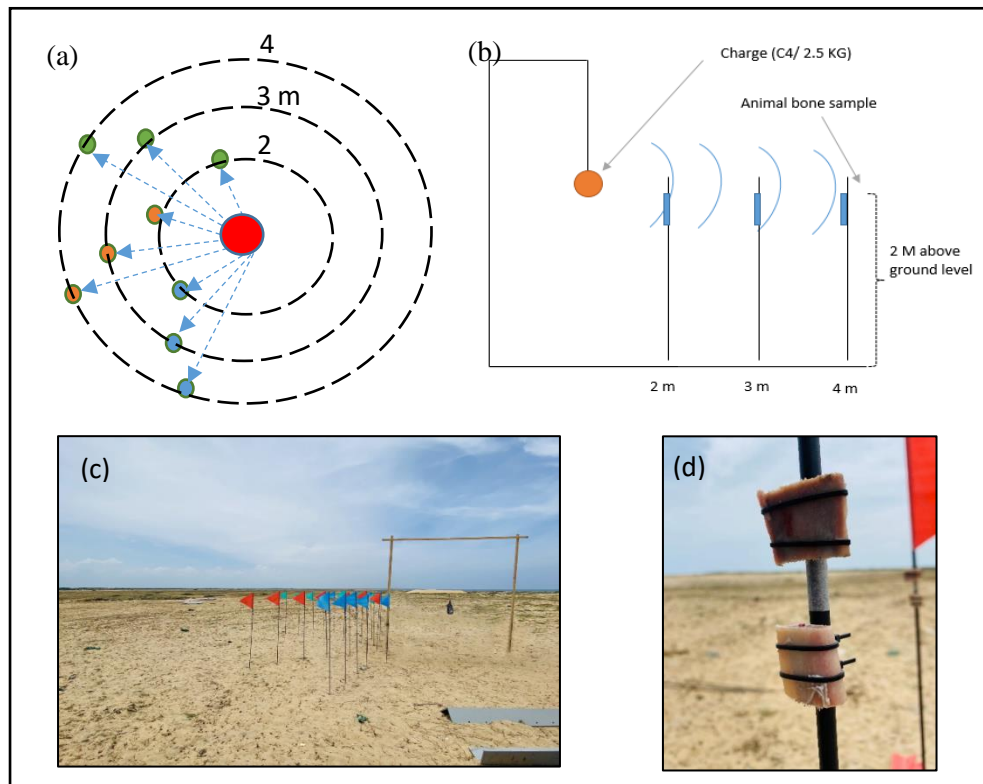 (a)
4
3 m
2
(b)
Charge (C4/ 2.5 KG)
Animal bone sample
2 M above
ground level
2 m
3 m
4 m
(c)
(d)